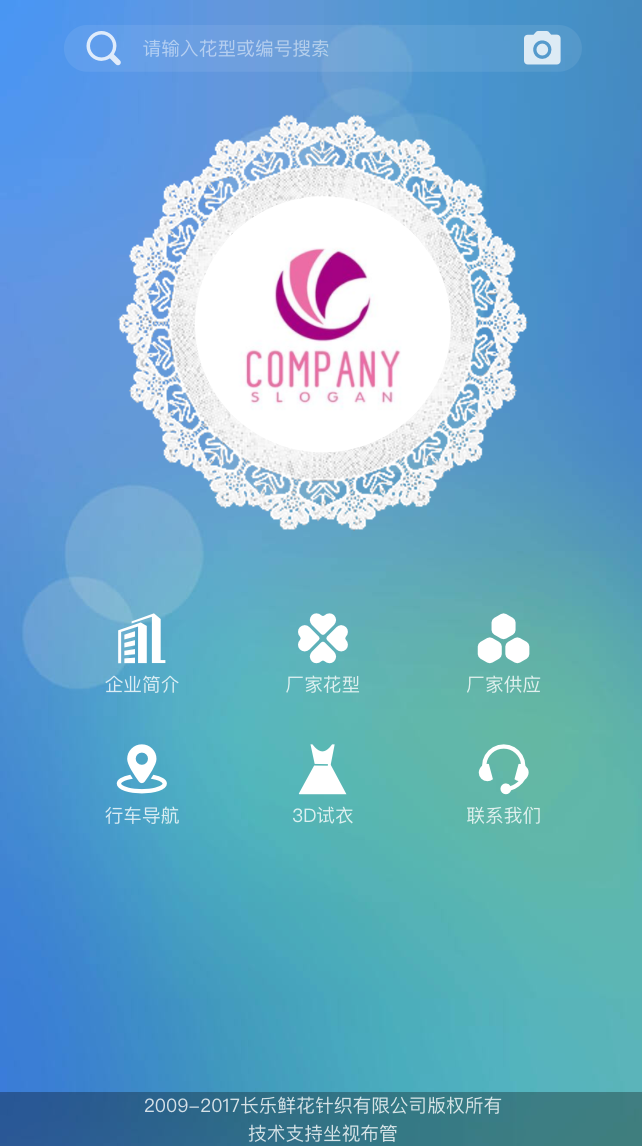 请输入花型或编号搜索
COMPANY
SLOGAN
企业简介
厂家花型
厂家供应
行车导航
3D试衣
联系我们
2009-2017长乐鲜花针织有限公司版权所有
技术支持坐视布管